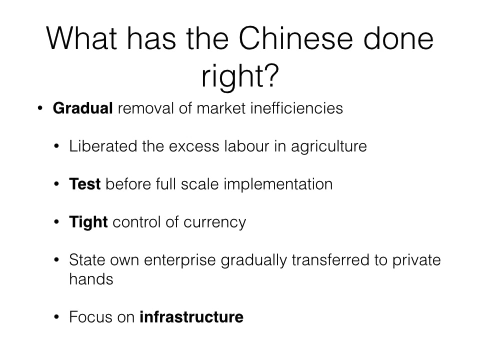 What has the Chinese done
right?
• Gradual removal of market inefficiencies
• Liberated the excess labour in agriculture
• Test before full scale implementation
• Tight control of currency
• State own enterprise gradually transferred to private
hands
• Focus on infrastructure